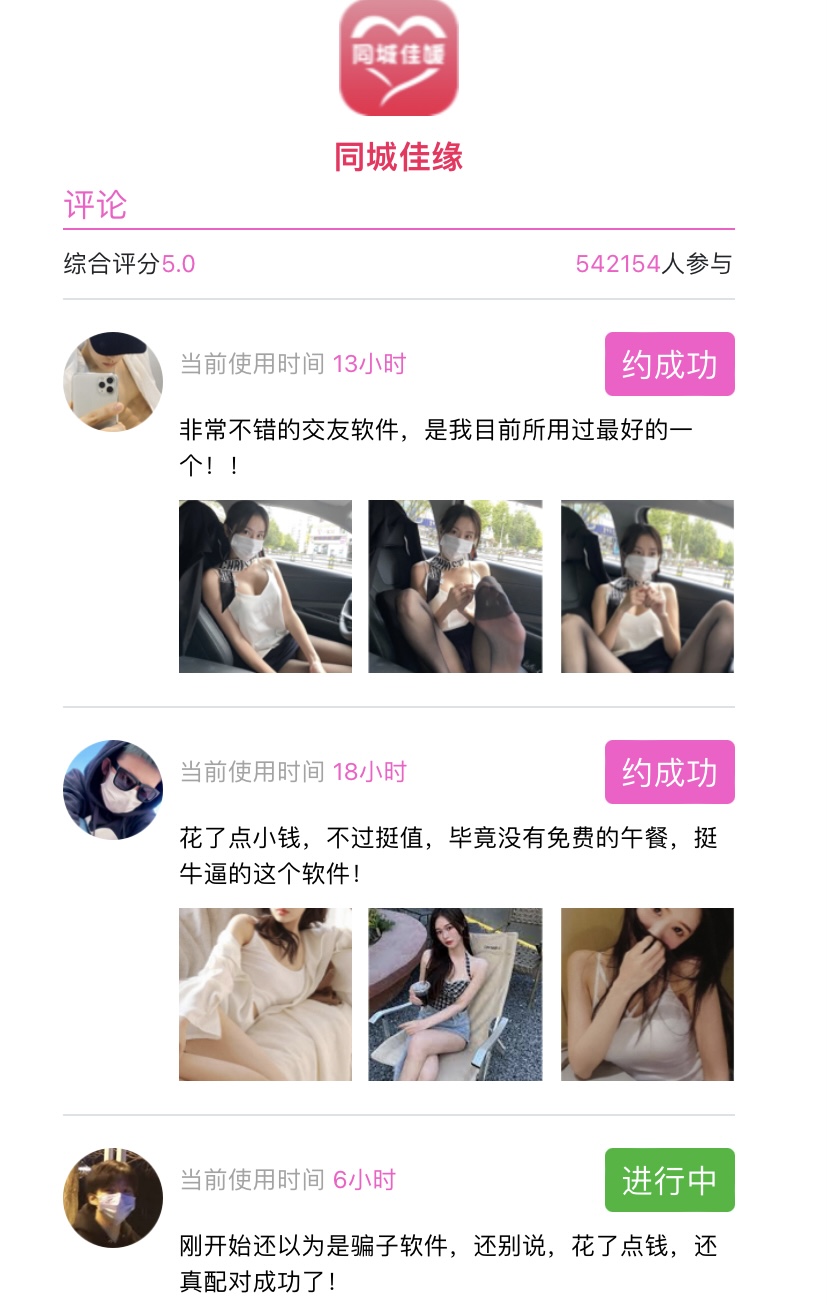 同城佳媛
同城佳缘
评论
综合评分5.0
542154人参与
当前使用时间 13小时
约成功
非常不错的交友软件，是我目前所用过最好的一
个！！
当前使用时间 18小时
约成功
花了点小钱，不过挺值，毕竟没有免费的午餐，挺
牛逼的这个软件！
当前使用时间 6小时
进行中
刚开始还以为是骗子软件，还别说，花了点钱，还
真配对成功了！